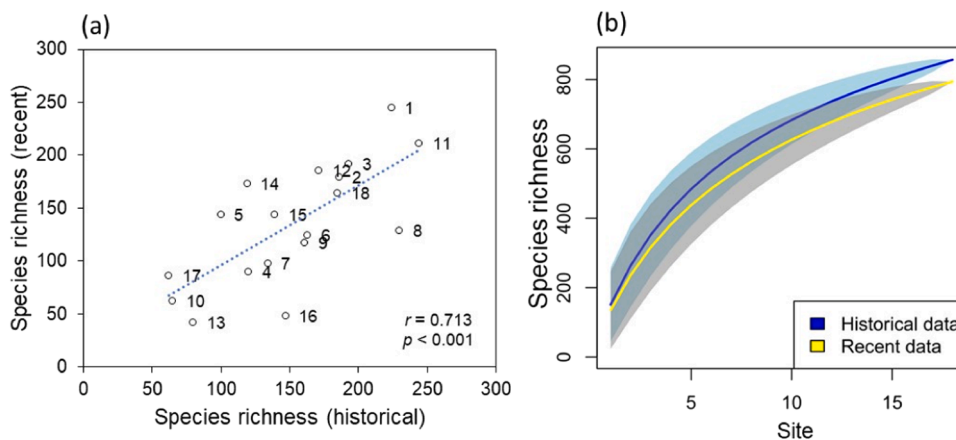 (a)
300
250
200
150
100
50
0
0 50 100 150 200 250 300
Species richness (recent)
Species richness (historical)
1
11
3
12
2
18
14
5
15
8
6
9
7
4
17
10
13
16
r = 0.713
p < 0.001
(b)
800
600
400
200
0
5 10 15
Species richness
Site
Historical data
Recent data